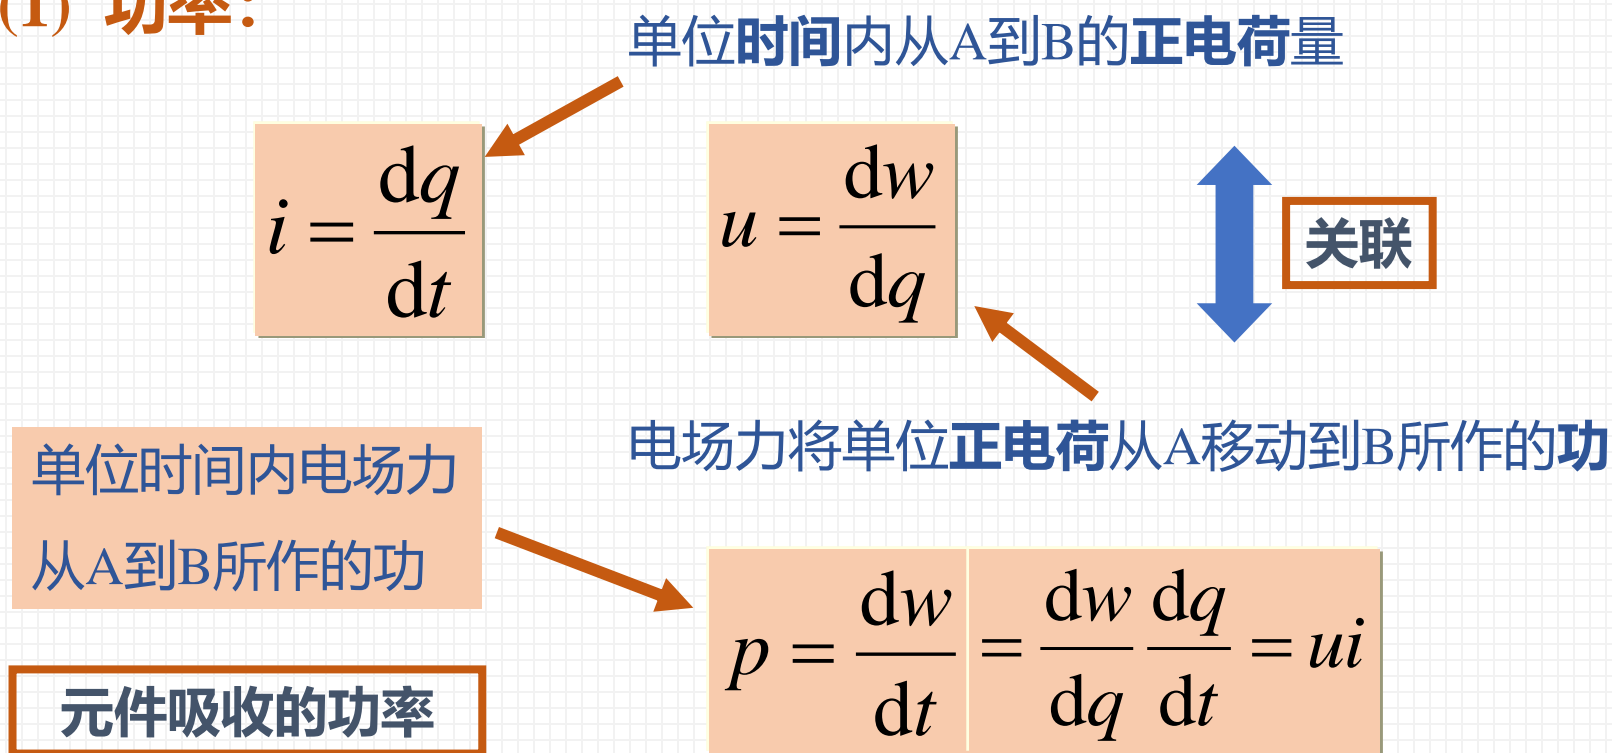 (1) 功率：
单位时间内从A到B的正电荷量
i = dq/dt
u = dw/dq
关联
电场力将单位正电荷从A移动到B所作的功
单位时间内电场力
从A到B所作的功
p = dw/dt = dw/dq dq/dt = ui
元件吸收的功率